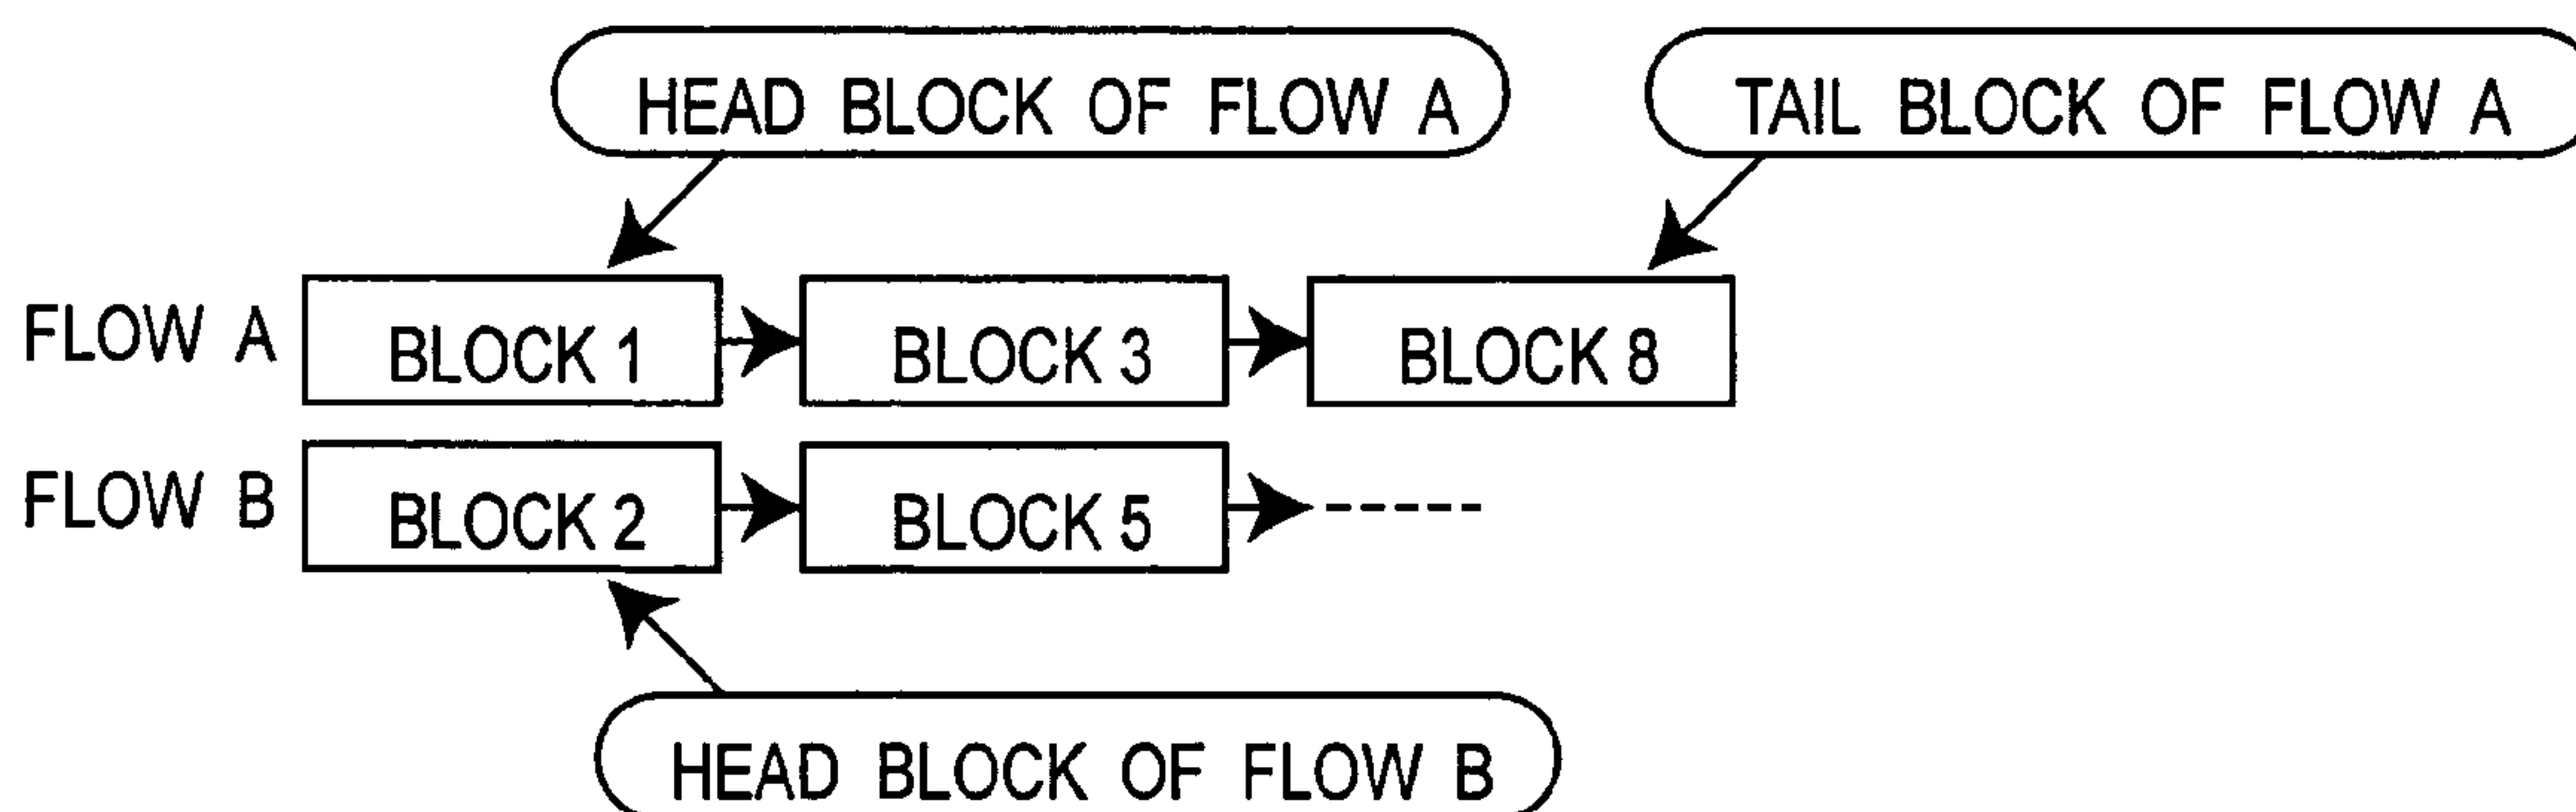 HEAD BLOCK OF FLOW A
TAIL BLOCK OF FLOW A
FLOW A
BLOCK 1
BLOCK 3
BLOCK 8
FLOW B
BLOCK 2
BLOCK 5
HEAD BLOCK OF FLOW B